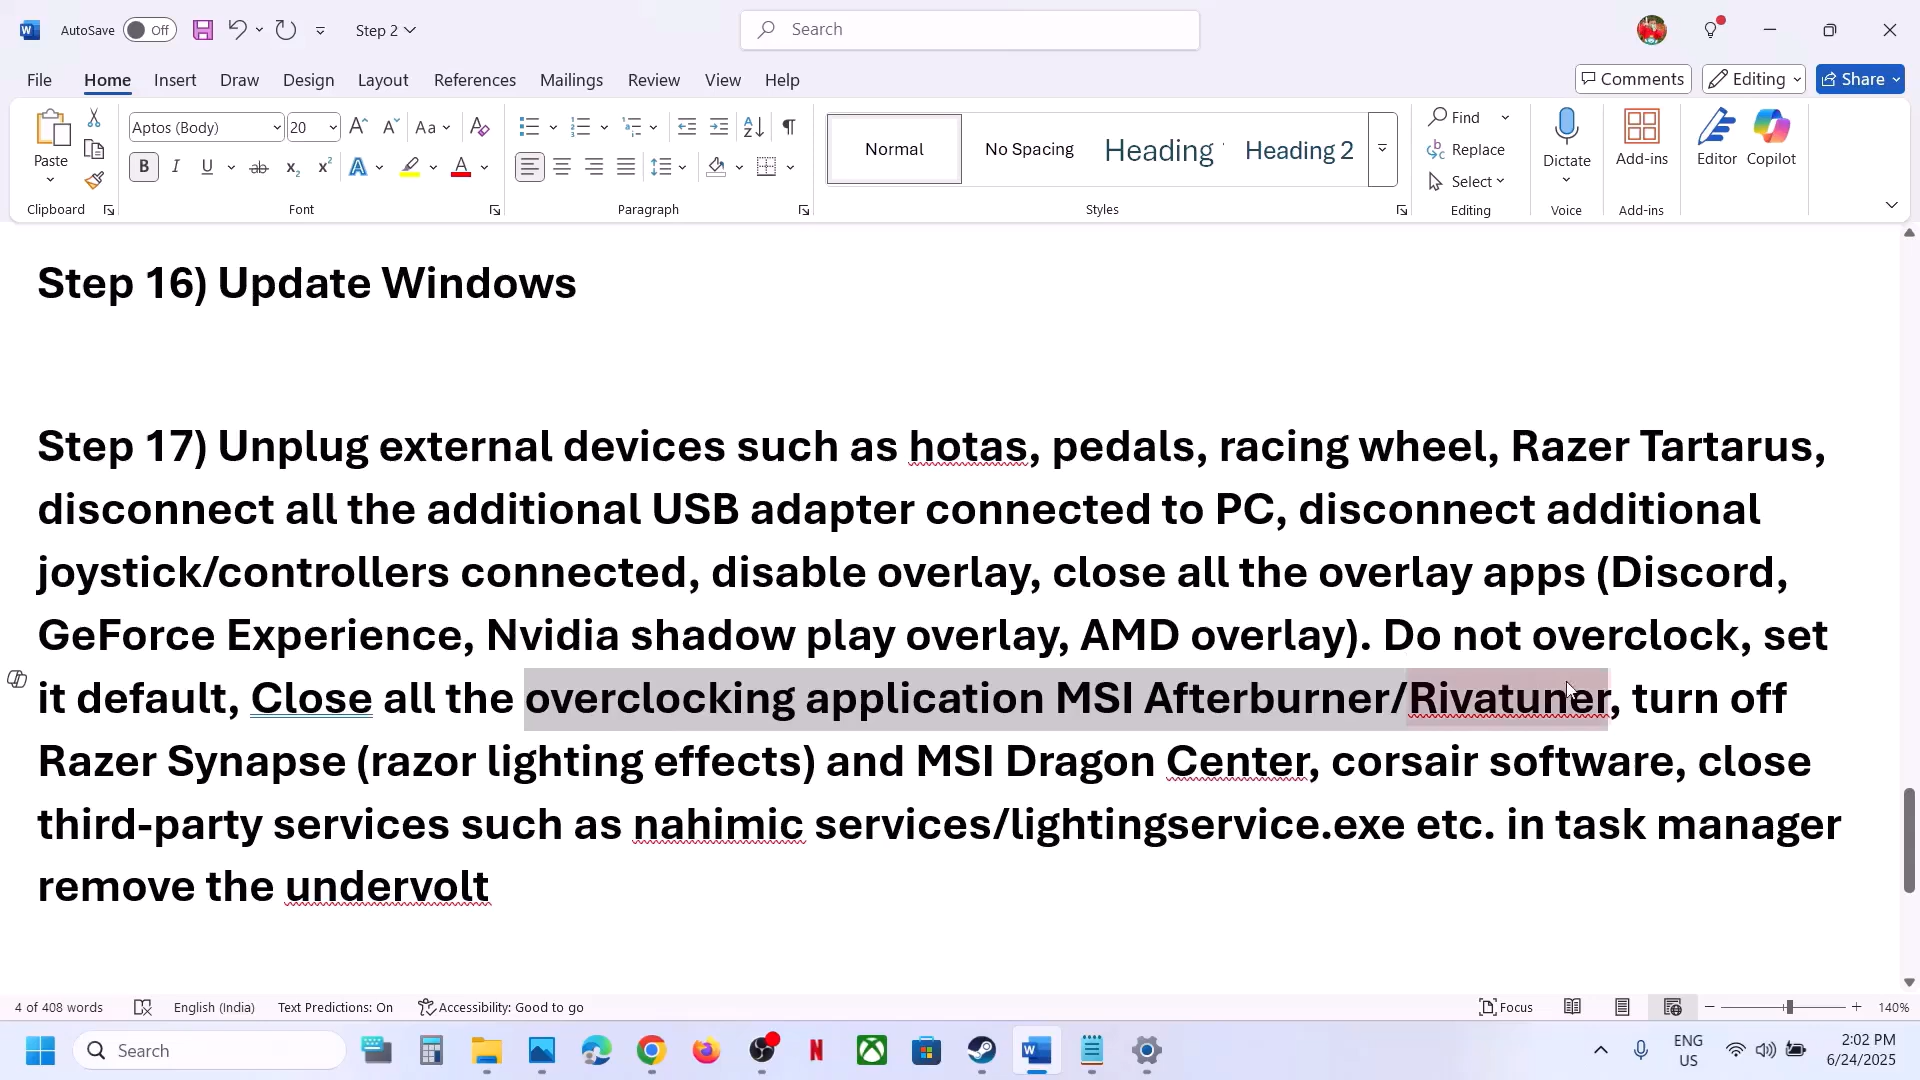 AutoSave Off Step 2 Search
File Home Insert Draw Design Layout References Mailings Review View Help Comments Editing Share
Paste Aptos (Body) 20 Aa Normal No Spacing Heading Heading 2 Find Replace Select Dictate Add-ins Editor Copilot
Clipboard Font Paragraph Styles Editing Voice Add-ins
Step 16) Update Windows
Step 17) Unplug external devices such as hotas, pedals, racing wheel, Razer Tartarus,
disconnect all the additional USB adapter connected to PC, disconnect additional
joystick/controllers connected, disable overlay, close all the overlay apps (Discord,
GeForce Experience, Nvidia shadow play overlay, AMD overlay). Do not overclock, set
it default, Close all the overclocking application MSI Afterburner/Rivatuner, turn off
Razer Synapse (razor lighting effects) and MSI Dragon Center, corsair software, close
third-party services such as nahimic services/lightingservice.exe etc. in task manager
remove the undervolt
4 of 408 words English (India) Text Predictions: On Accessibility: Good to go Focus 140%
Search ENG US 2:02 PM 6/24/2025